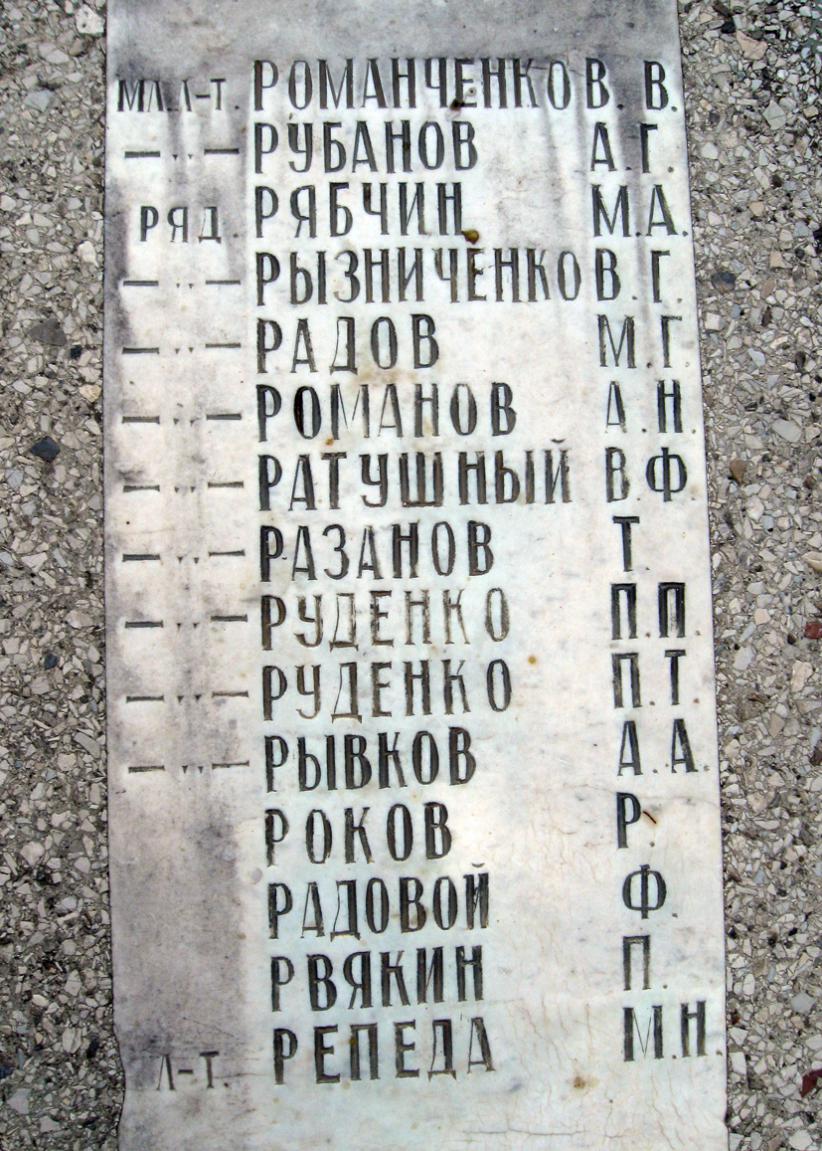 МЛ.Л-Т. РОМАНЧЕНКО В. В.
— ,, — РУБАНОВ А. Г.
РЯД. РЯБЧИН М. А.
— ,, — РЫЗНИЧЕНКО В. Г.
— ,, — РАДОВ М. Г.
— ,, — РОМАНОВ А. Н.
— ,, — РАТУШНЫЙ В. Ф.
— ,, — РАЗАНОВ Т.
— ,, — РУДЕНКО П. П.
— ,, — РУДЕНКО П. Т.
— ,, — РЫВКОВ А. А.
РОКОВ Р.
РАДОВОЙ Ф.
РВЯКИН П.
Л-Т. РЕПЕДА М. Н.